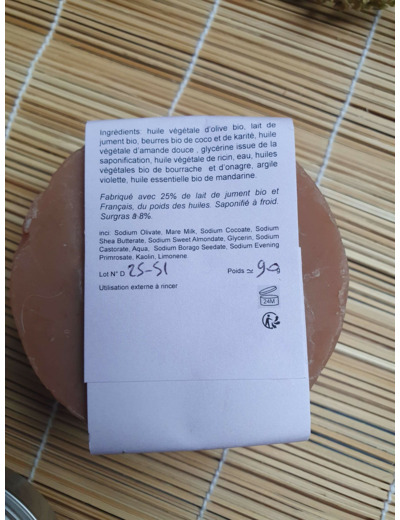 Ingrédients: huile végétale d'olive bio, lait de
jument bio, beurres bio de coco et de karité, huile
végétale d'amande douce , glycérine issue de la
saponification, huile végétale de ricin, eau, huiles
végétales bio de bourrache et d'onagre, argile
violette, huile essentielle bio de mandarine.
Fabriqué avec 25% de lait de jument bio et
Français, du poids des huiles. Saponifié à froid.
Surgras à 8%.
inci: Sodium Olivate, Mare Milk, Sodium Cocoate, Sodium
Shea Butterate, Sodium Sweet Almondate, Glycerin, Sodium
Castorate, Aqua, Sodium Borago Seedate, Sodium Evening
Primrosate, Kaolin, Limonene.
Lot N° D 25-51 Poids ≈ 90g
Utilisation externe à rincer
24M